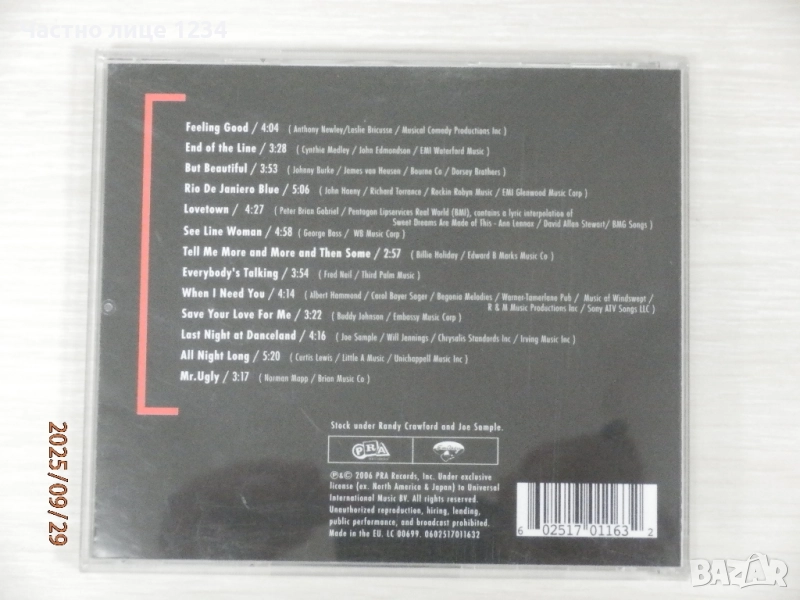 Частно лице 1234
Feeling Good / 4:04 ( Anthony Newley/Leslie Bricusse / Musical Comedy Productions Inc )
End of the Line / 3:28 ( Cynthia Medley / John Edmundson / EMI Waterford Music )
But Beautiful / 3:53 ( Johnny Burke / James van Heusen / Bourne Co / Dorsey Brothers )
Rio De Janiero Blue / 5:06 ( John Haeny / Richard Torrance / Rockin Robyn Music / EMI Glenwood Music Corp )
Lovetown / 4:27 ( Peter Brian Gabriel / Pentagon Lipservices Real World (BMI), contains a lyric interpolation of
Sweet Dreams Are Made of This - Ann Lennox / David Allan Stewart/ BMG Songs )
See Line Woman / 4:58 ( George Bass / WB Music Corp )
Tell Me More and More and Then Some / 2:57 ( Billie Holiday / Edward B Marks Music Co )
Everybody's Talking / 3:54 ( Fred Neil / Third Palm Music )
When I Need You / 4:14 ( Albert Hammond / Carol Bayer Sager / Begonia Melodies / Warner-Tamerlane Pub / Music of Windswept /
R & M Music Productions Inc / Sony ATV Songs LLC )
Save Your Love For Me / 3:22 ( Buddy Johnson / Embassy Music Corp )
Last Night at Danceland / 4:16 ( Joe Sample / Will Jennings / Chrysalis Standards Inc / Irving Music Inc )
All Night Long / 5:20 ( Curtis Lewis / Little A Music / Unichappell Music Inc )
Mr.Ugly / 3:17 ( Norman Mapp / Brian Music Co )
Stock under Randy Crawford and Joe Sample.
PRA
℗&© 2006 PRA Records, Inc. Under exclusive
license (ex. North America & Japan) to Universal
International Music BV. All rights reserved.
Unauthorized reproduction, hiring, lending,
public performance, and broadcast prohibited.
Made in the EU. LC 00699. 0602517011632
6 02517 01163 2
2025/09/29
BAZAR